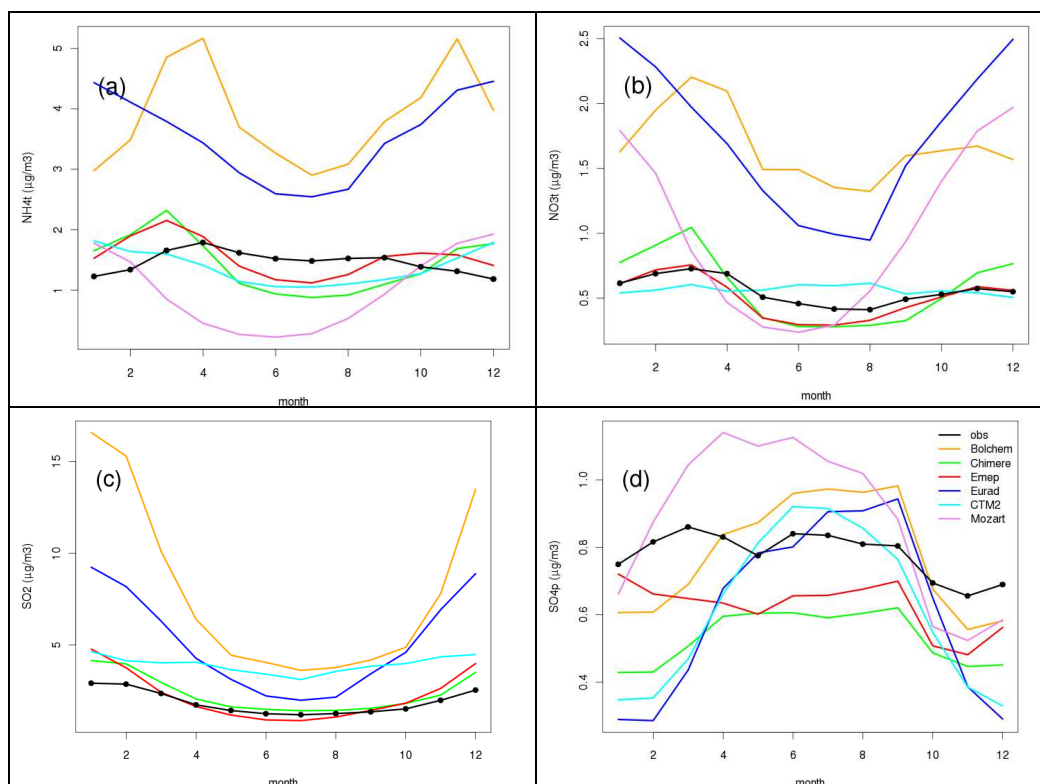 (a)
NH4t (μg/m3)
5
4
3
2
1
2 4 6 8 10 12
month
(b)
NO3t (μg/m3)
2.5
2.0
1.5
1.0
0.5
2 4 6 8 10 12
month
(c)
SO2 (μg/m3)
15
10
5
2 4 6 8 10 12
month
(d)
SO4p (μg/m3)
1.0
0.8
0.6
0.4
2 4 6 8 10 12
month
obs
Bolchem
Chimere
Emep
Eurad
CTM2
Mozart